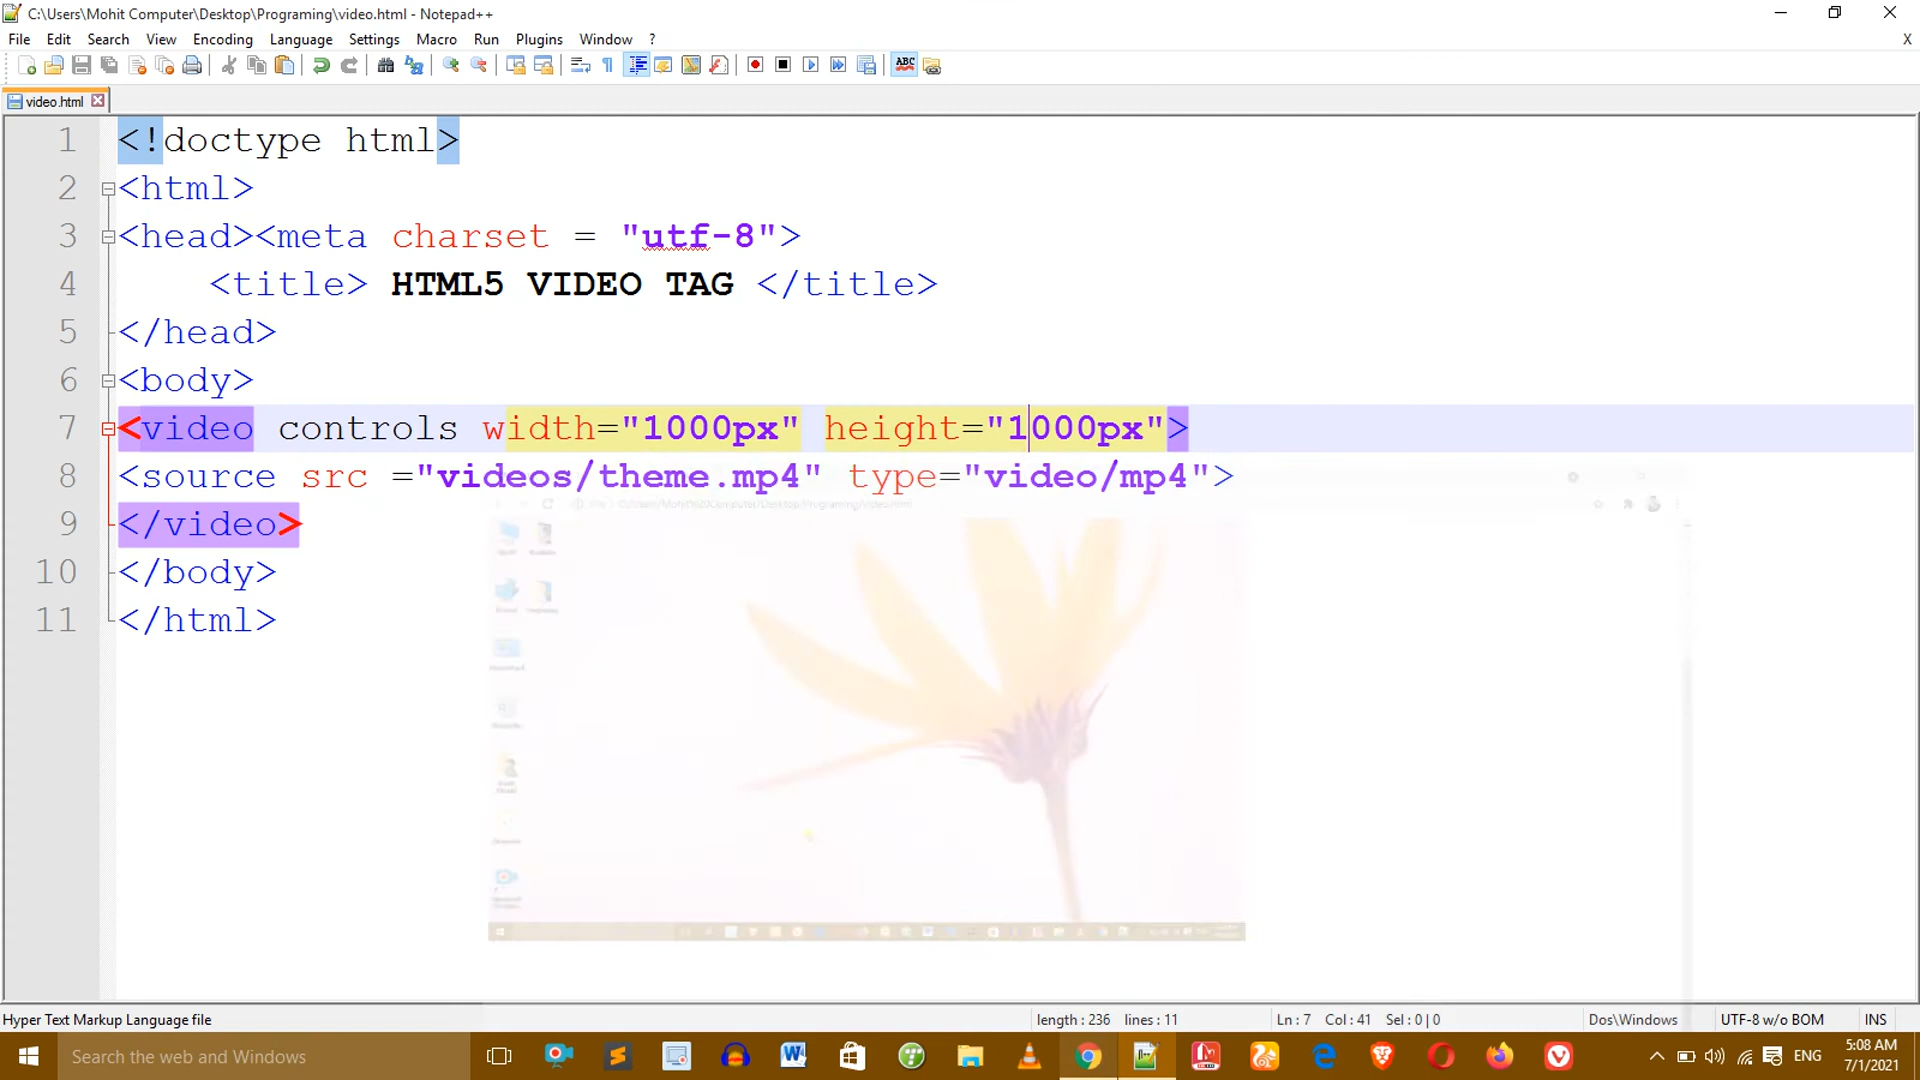 C:\Users\Mohit Computer\Desktop\Programing\video.html - Notepad++
File Edit Search View Encoding Language Settings Macro Run Plugins Window ? X
ABC
video.html
1 <!doctype html>
2 <html>
3 <head><meta charset = "utf-8">
4 <title> HTML5 VIDEO TAG </title>
5 </head>
6 <body>
7 <video controls width="1000px" height="1000px">
8 <source src ="videos/theme.mp4" type="video/mp4">
9 </video>
10 </body>
11 </html>
Hyper Text Markup Language file length : 236 lines : 11 Ln : 7 Col : 41 Sel : 0 | 0 Dos\Windows UTF-8 w/o BOM INS
Search the web and Windows
ENG
5:08 AM
7/1/2021